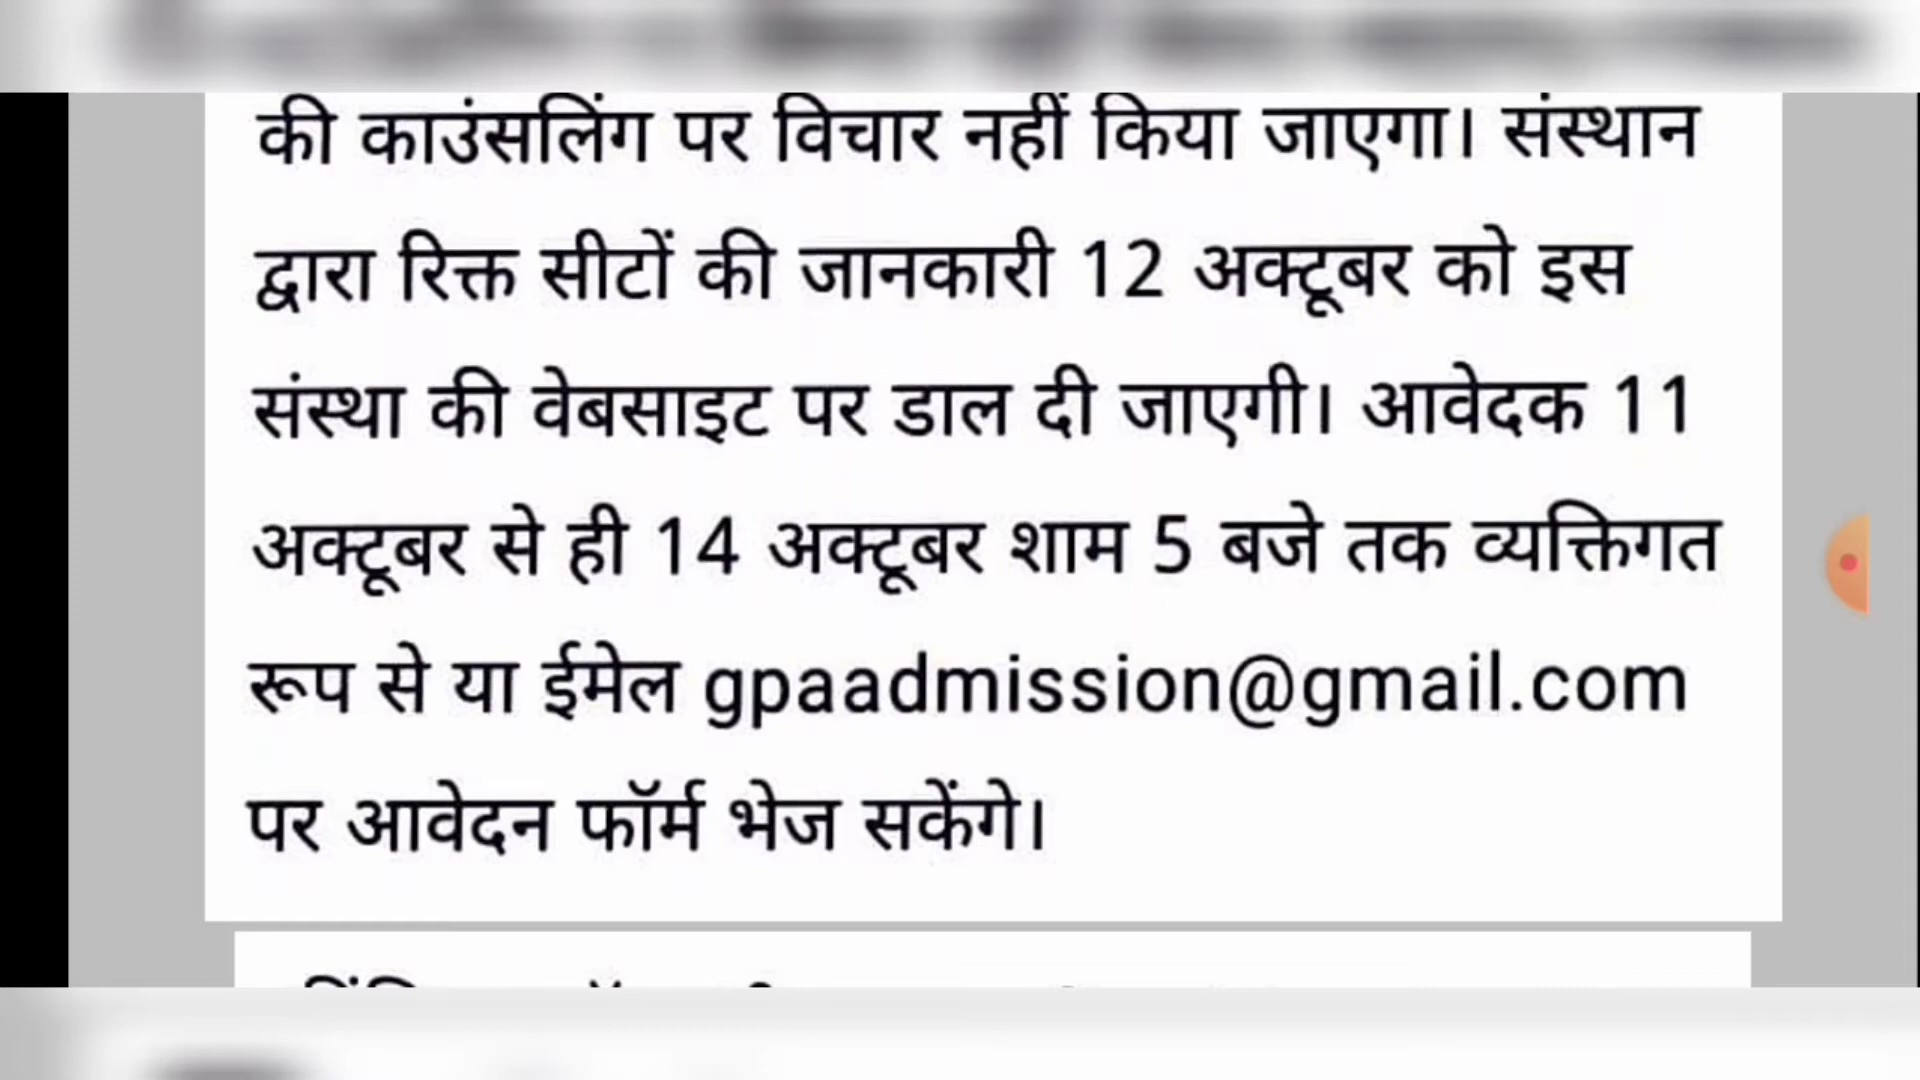 की काउंसलिंग पर विचार नहीं किया जाएगा। संस्थान
द्वारा रिक्त सीटों की जानकारी 12 अक्टूबर को इस
संस्था की वेबसाइट पर डाल दी जाएगी। आवेदक 11
अक्टूबर से ही 14 अक्टूबर शाम 5 बजे तक व्यक्तिगत
रूप से या ईमेल gpaadmission@gmail.com
पर आवेदन फॉर्म भेज सकेंगे।